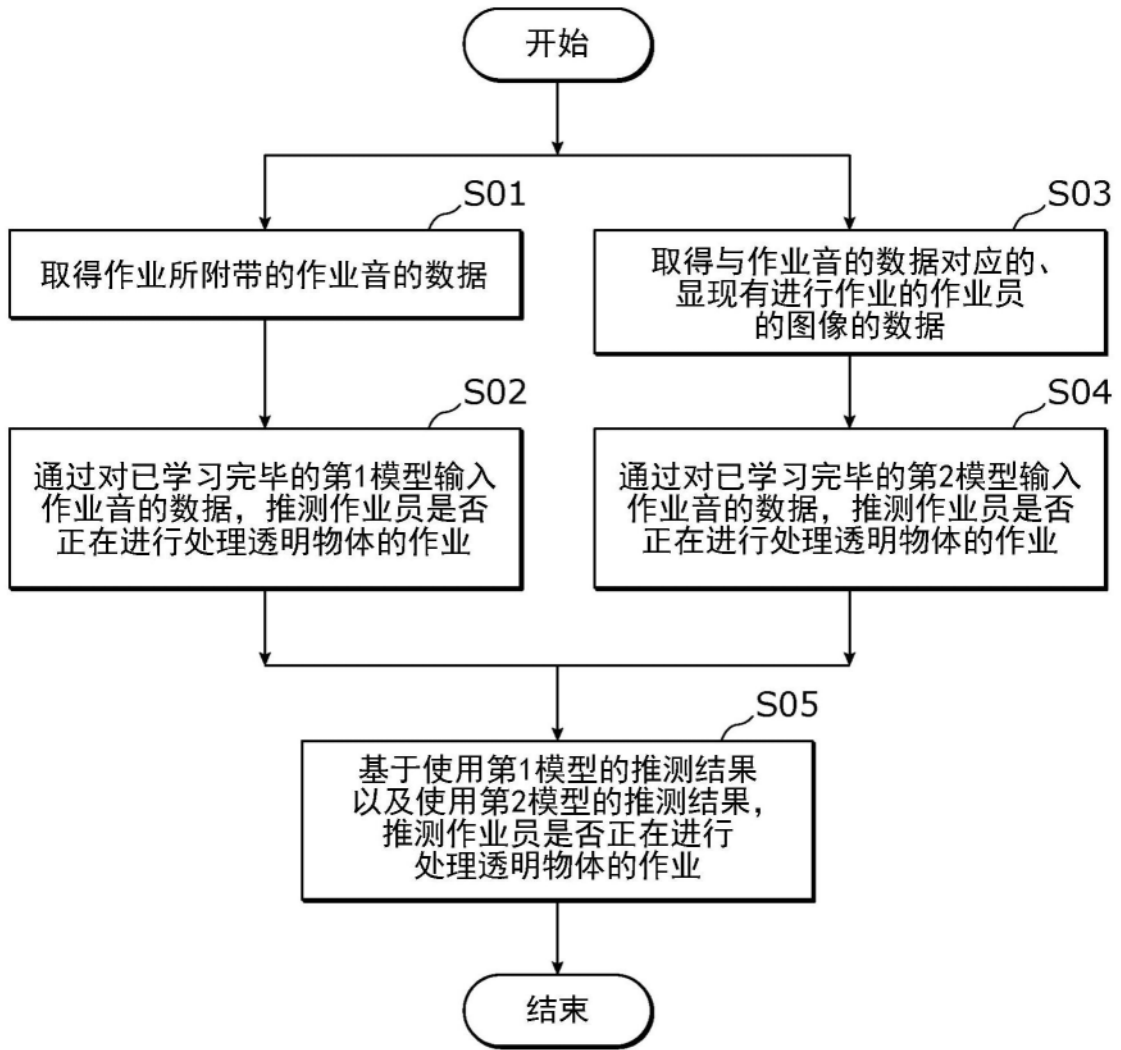 开始
S01
取得作业所附带的作业音的数据
S03
取得与作业音的数据对应的、
显现有进行作业的作业员
的图像的数据
S02
通过对已学习完毕的第1模型输入
作业音的数据，推测作业员是否
正在进行处理透明物体的作业
S04
通过对已学习完毕的第2模型输入
作业音的数据，推测作业员是否
正在进行处理透明物体的作业
S05
基于使用第1模型的推测结果
以及使用第2模型的推测结果，
推测作业员是否正在进行
处理透明物体的作业
结束